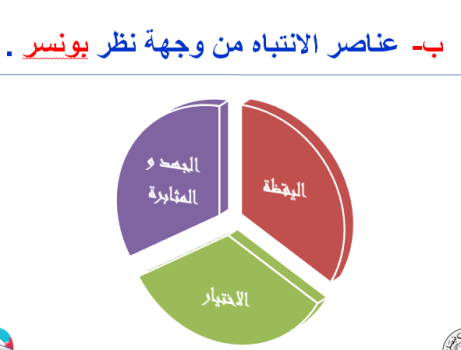 ب- عناصر الانتباه من وجهة نظر بونسر .
اليقظة
الجهد و
المثابرة
الاختيار